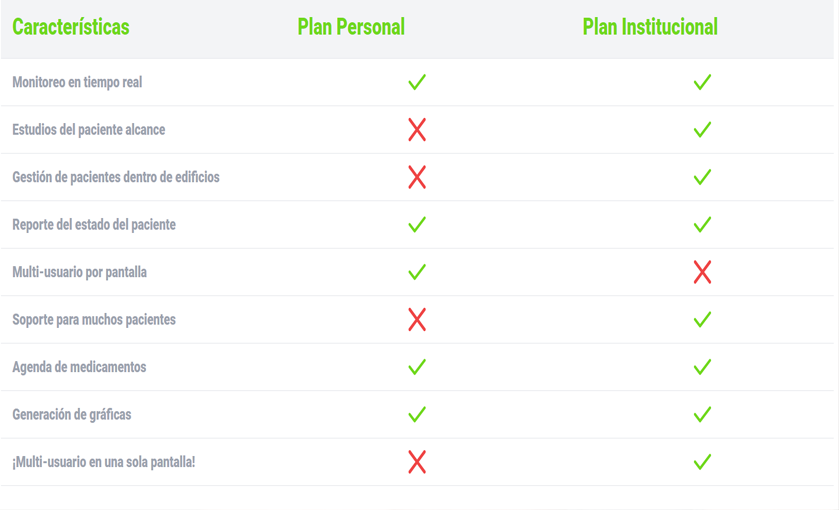 Características Plan Personal Plan Institucional
Monitoreo en tiempo real
Estudios del paciente alcance
Gestión de pacientes dentro de edificios
Reporte del estado del paciente
Multi-usuario por pantalla
Soporte para muchos pacientes
Agenda de medicamentos
Generación de gráficas
¡Multi-usuario en una sola pantalla!